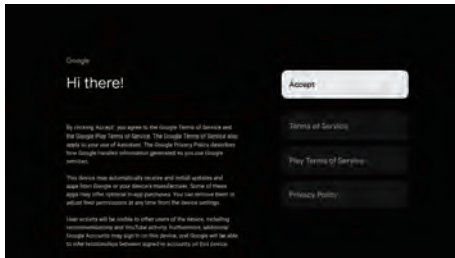 Google
Hi there!
By clicking Accept, you agree to the Google Terms of Service and
the Google Play Terms of Service. The Google Terms of Service also
apply to your use of Assistant. The Google Privacy Policy describes
how Google handles information generated as you use Google
services.
This device may automatically receive and install updates and
apps from Google or your device's manufacturer. Some of these
apps may offer optional in-app purchases. You can remove them or
adjust their permissions at any time from the device settings.
User activity will be visible to other users of the device, including
recommendations and YouTube activity. Furthermore, additional
Google Accounts may sign in on this device, and Google will be able
to infer relationships between signed in accounts on this device.
Accept
Terms of Service
Play Terms of Service
Privacy Policy